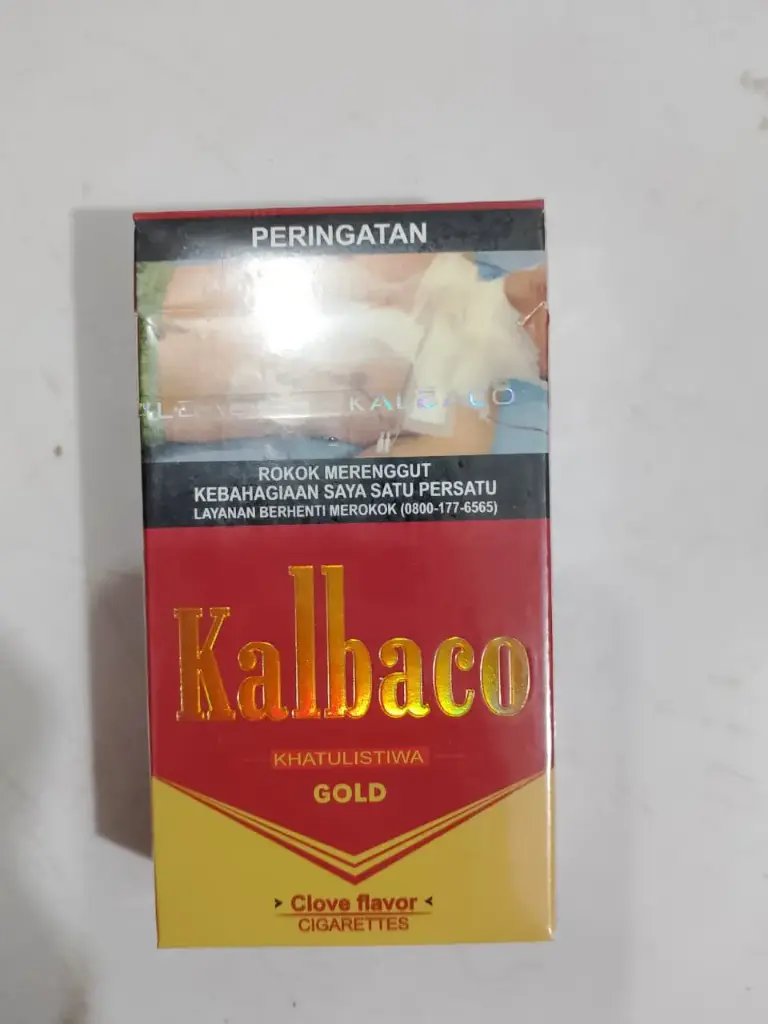 PERINGATAN
KALBACO
ROKOK MERENGGUT
KEBAHAGIAAN SAYA SATU PERSATU
LAYANAN BERHENTI MEROKOK (0800-177-6565)
Kalbaco
KHATULISTIWA
GOLD
> Clove flavor <
CIGARETTES